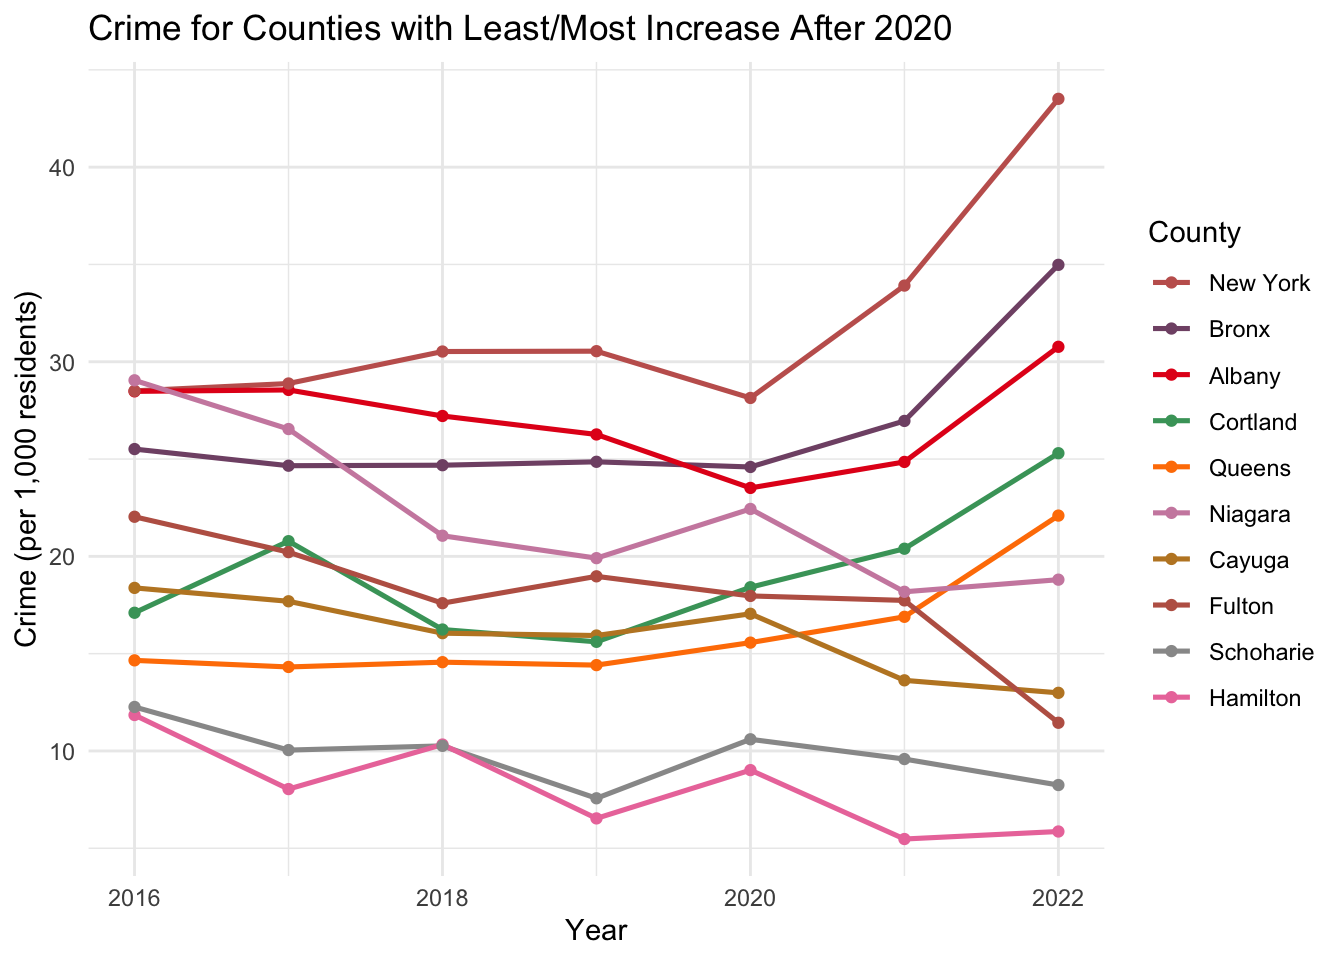 Crime for Counties with Least/Most Increase After 2020
Crime (per 1,000 residents)
40
30
20
10
2016
2018
2020
2022
Year
County
New York
Bronx
Albany
Cortland
Queens
Niagara
Cayuga
Fulton
Schoharie
Hamilton